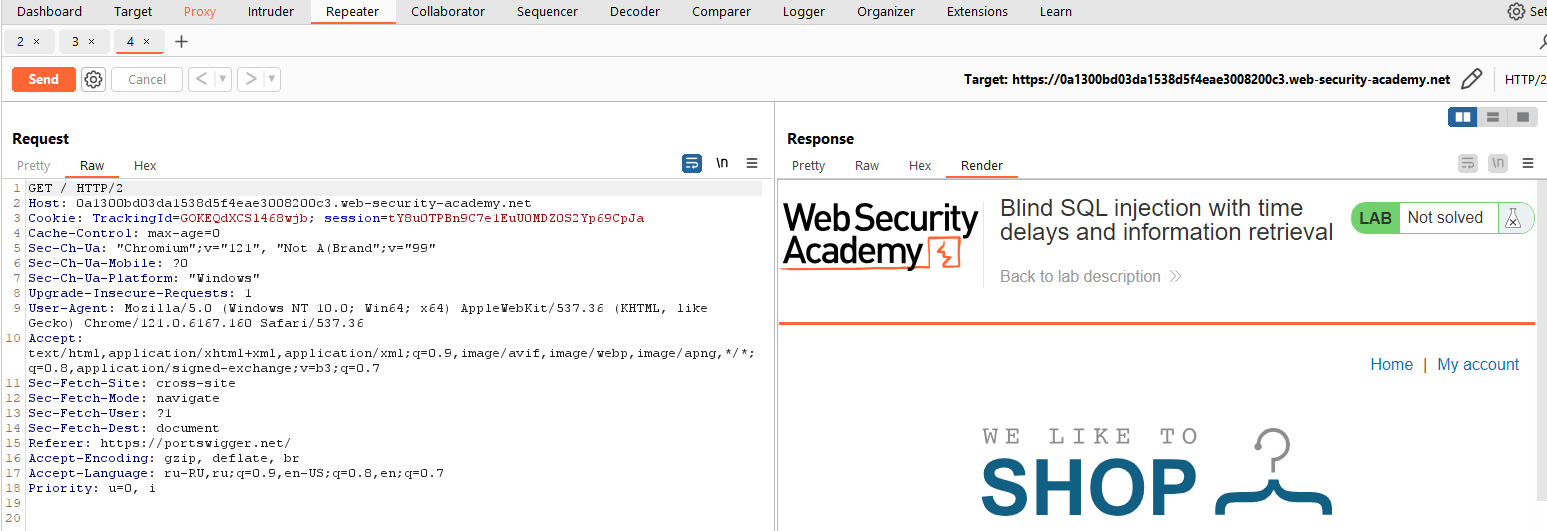 Dashboard Target Proxy Intruder Repeater Collaborator Sequencer Decoder Comparer Logger Organizer Extensions Learn
2 × 3 × 4 × +
Send Cancel < > Target: https://0a1300bd03da1538d5f4eae3008200c3.web-security-academy.net HTTP/2
Request
Pretty Raw Hex \n
1 GET / HTTP/2
2 Host: 0a1300bd03da1538d5f4eae3008200c3.web-security-academy.net
3 Cookie: TrackingId=GOKEQdXCS1468wjb; session=tY8u0TPBn9C7e1EuU0MDZ0S2Yp69CpJa
4 Cache-Control: max-age=0
5 Sec-Ch-Ua: "Chromium";v="121", "Not A(Brand";v="99"
6 Sec-Ch-Ua-Mobile: ?0
7 Sec-Ch-Ua-Platform: "Windows"
8 Upgrade-Insecure-Requests: 1
9 User-Agent: Mozilla/5.0 (Windows NT 10.0; Win64; x64) AppleWebKit/537.36 (KHTML, like
Gecko) Chrome/121.0.6167.160 Safari/537.36
10 Accept:
text/html,application/xhtml+xml,application/xml;q=0.9,image/avif,image/webp,image/apng,*/*;
q=0.8,application/signed-exchange;v=b3;q=0.7
11 Sec-Fetch-Site: cross-site
12 Sec-Fetch-Mode: navigate
13 Sec-Fetch-User: ?1
14 Sec-Fetch-Dest: document
15 Referer: https://portswigger.net/
16 Accept-Encoding: gzip, deflate, br
17 Accept-Language: ru-RU,ru;q=0.9,en-US;q=0.8,en;q=0.7
18 Priority: u=0, i
19
20
Response
Pretty Raw Hex Render \n
Web Security
Academy
Blind SQL injection with time
delays and information retrieval
Back to lab description
LAB Not solved
Home | My account
WE LIKE TO
SHOP